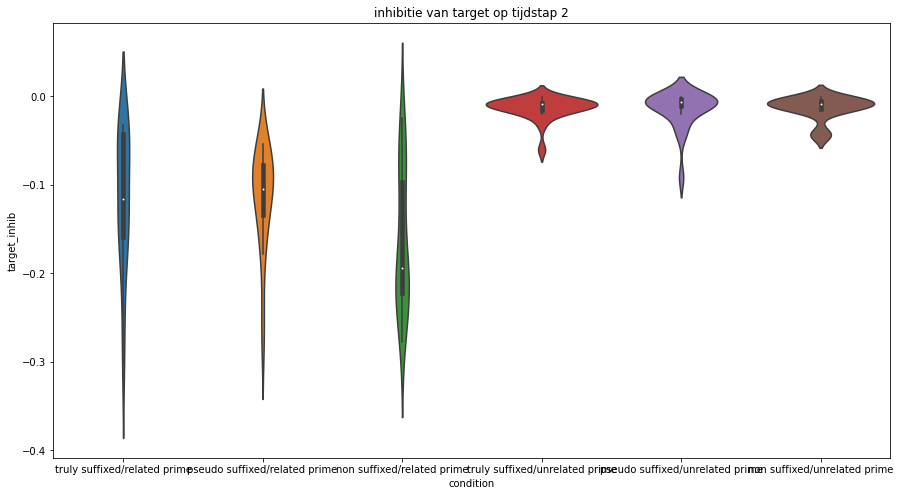 inhibitie van target op tijdstap 2
0.0
−0.1
−0.2
−0.3
−0.4
target_inhib
truly suffixed/related prime pseudo suffixed/related prime non suffixed/related prime truly suffixed/unrelated prime pseudo suffixed/unrelated prime non suffixed/unrelated prime
condition